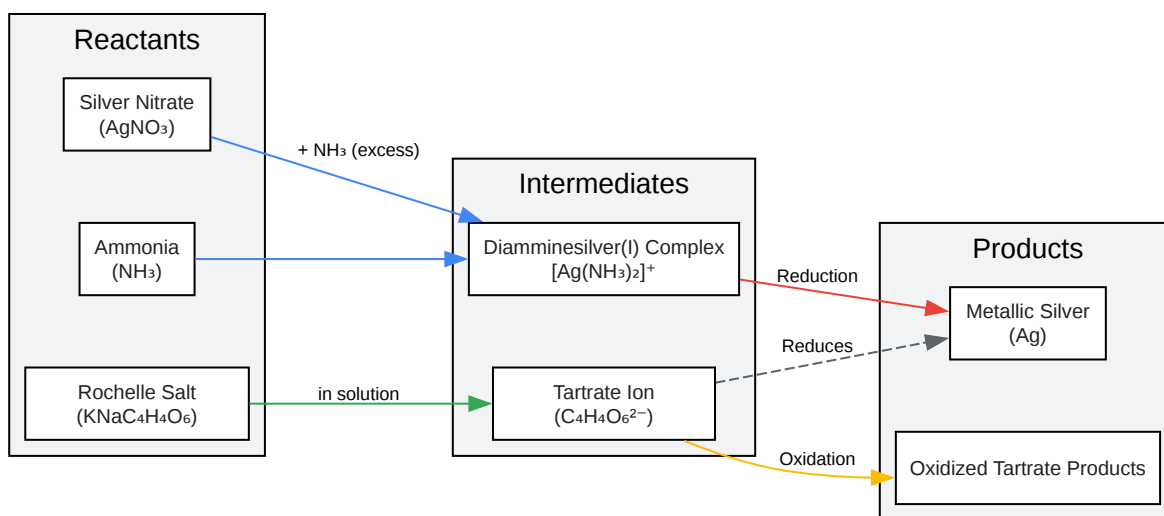 Reactants
Silver Nitrate
(AgNO₃)
+ NH₃ (excess)
Ammonia
(NH₃)
Rochelle Salt
(KNaC₄H₄O₆)
in solution
Intermediates
Diamminesilver(I) Complex
[Ag(NH₃)₂]⁺
Tartrate Ion
(C₄H₄O₆²⁻)
Reduction
Reduces
Oxidation
Products
Metallic Silver
(Ag)
Oxidized Tartrate Products